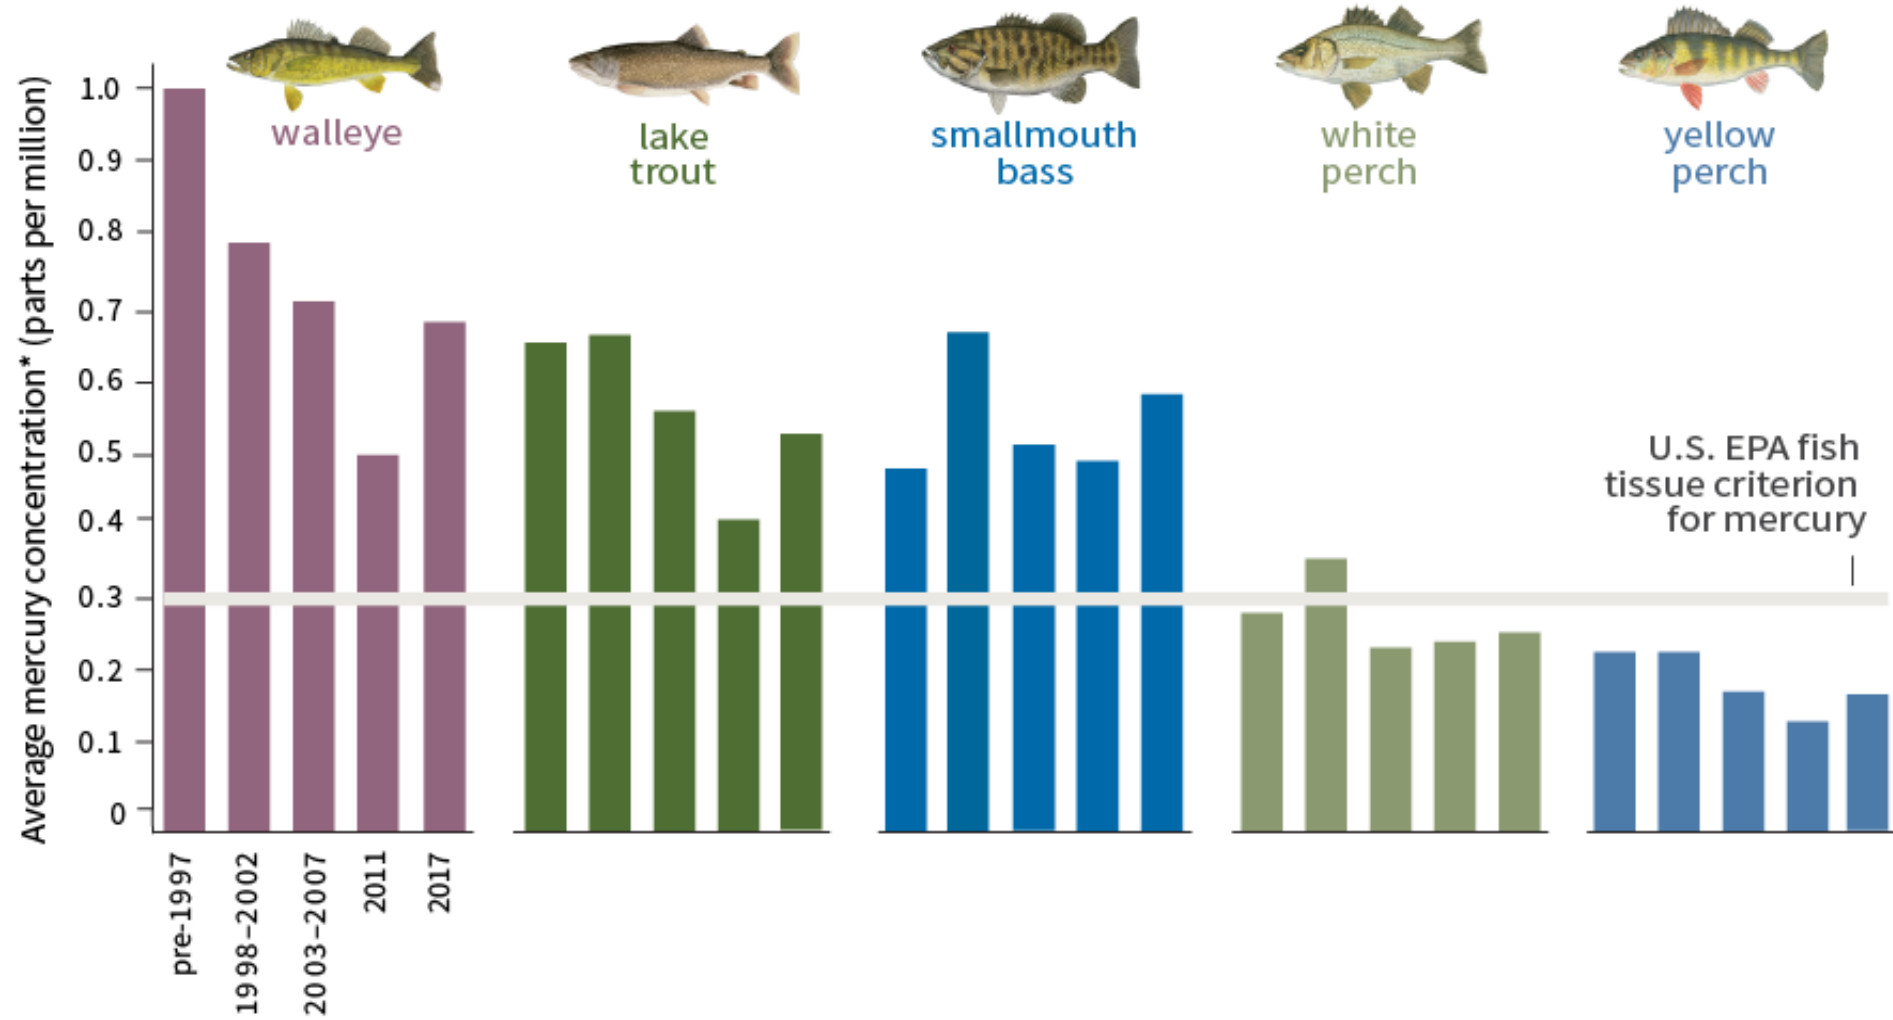 Average mercury concentration* (parts per million)
1.0
0.9
0.8
0.7
0.6
0.5
0.4
0.3
0.2
0.1
0
walleye
lake
trout
smallmouth
bass
white
perch
yellow
perch
U.S. EPA fish
tissue criterion
for mercury
pre-1997
1998–2002
2003–2007
2011
2017